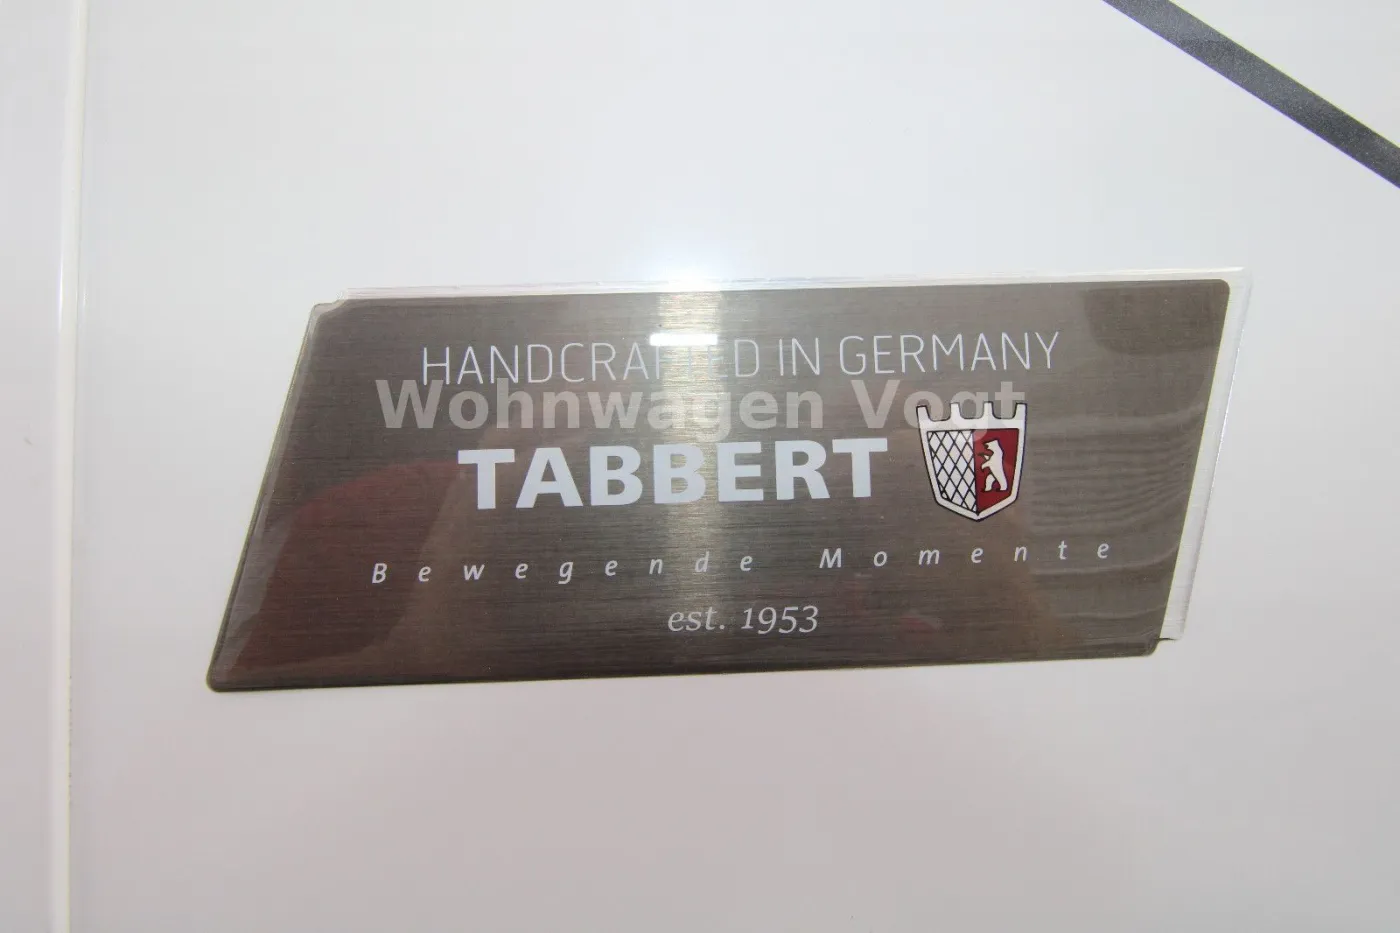 HANDCRAFTED IN GERMANY
Wohnwagen Vogt
TABBERT
Bewegende Momente
est. 1953